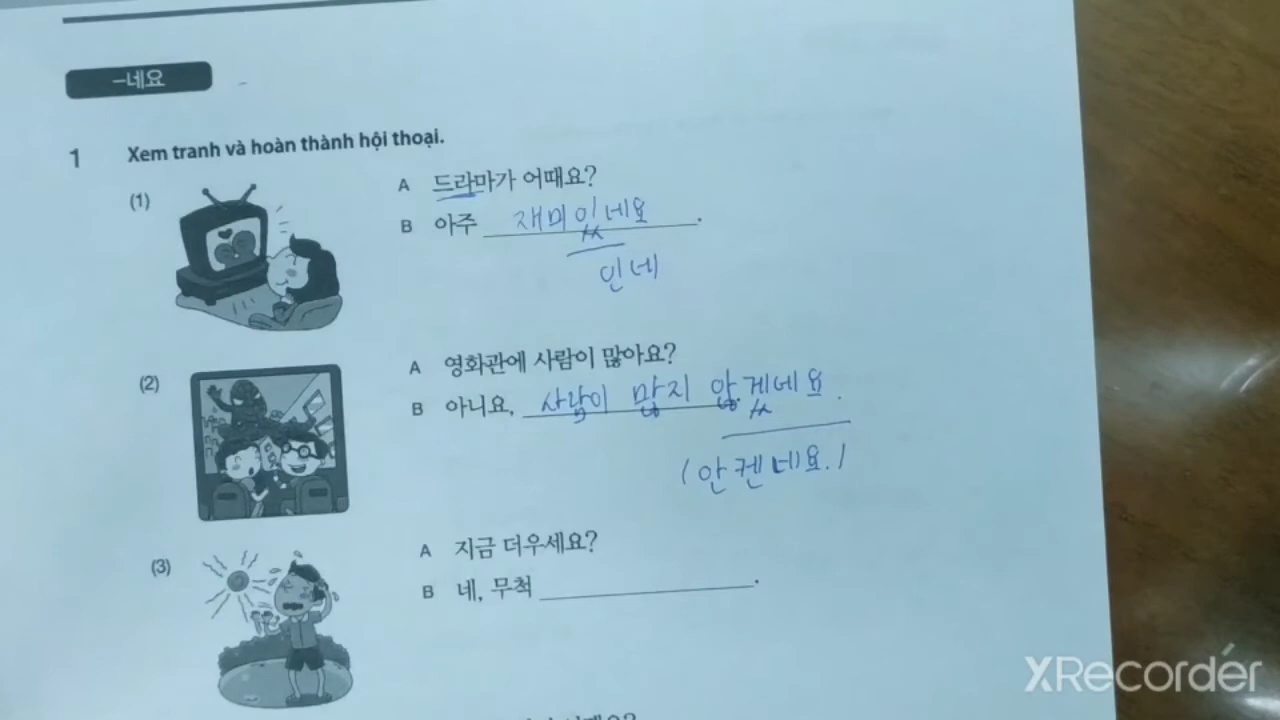 -네요
1 Xem tranh và hoàn thành hội thoại.
(1)
A 드라마가 어때요?
B 아주 재미있네요.
인네
(2)
A 영화관에 사람이 많아요?
B 아니요, 사람이 많지 않겠네요.
(안켄네요.)
(3)
A 지금 더우세요?
B 네, 무척
XRecorder